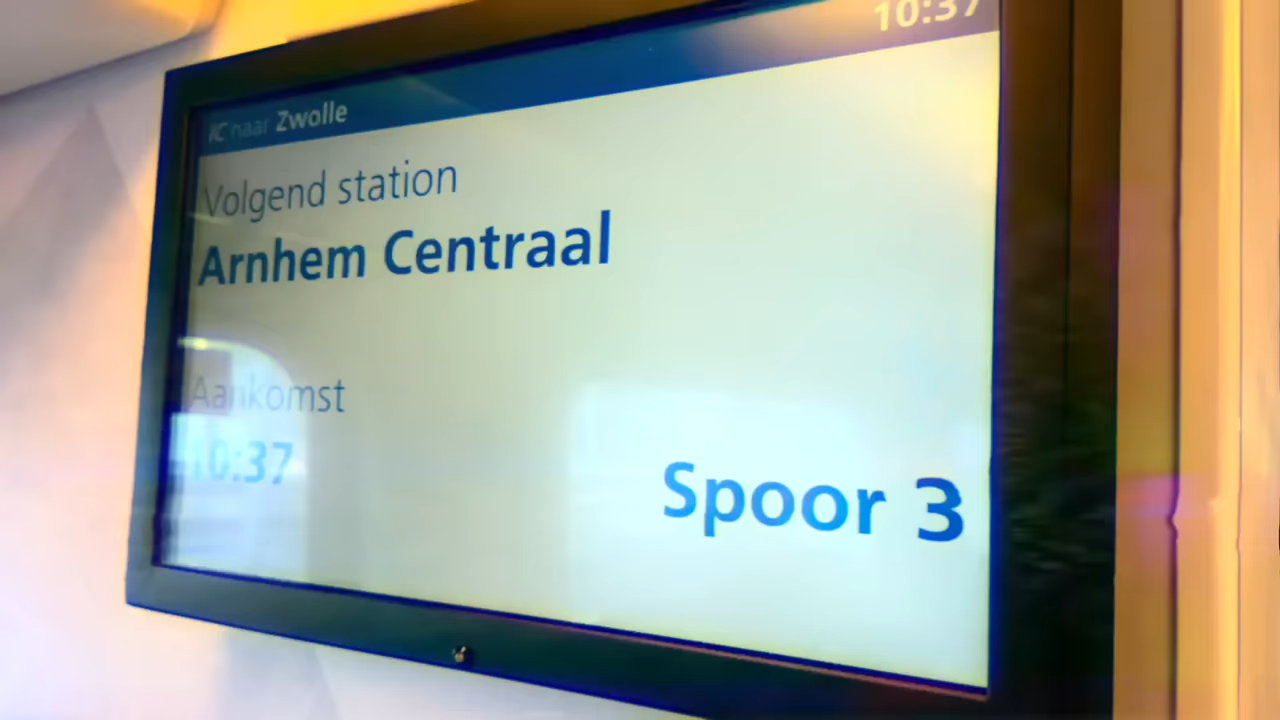 10:37
IC naar Zwolle
Volgend station
Arnhem Centraal
Aankomst
10:37
Spoor 3